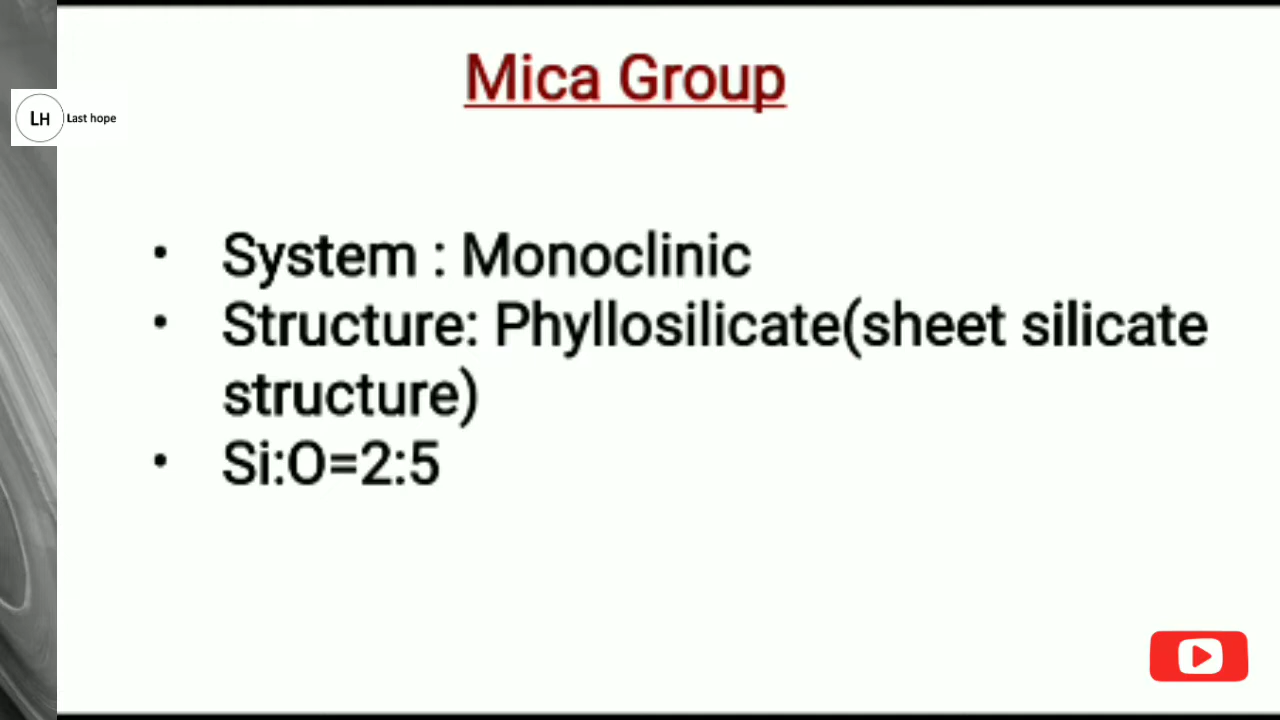 Mica Group
LH Last hope
• System : Monoclinic
• Structure: Phyllosilicate(sheet silicate
structure)
• Si:O=2:5